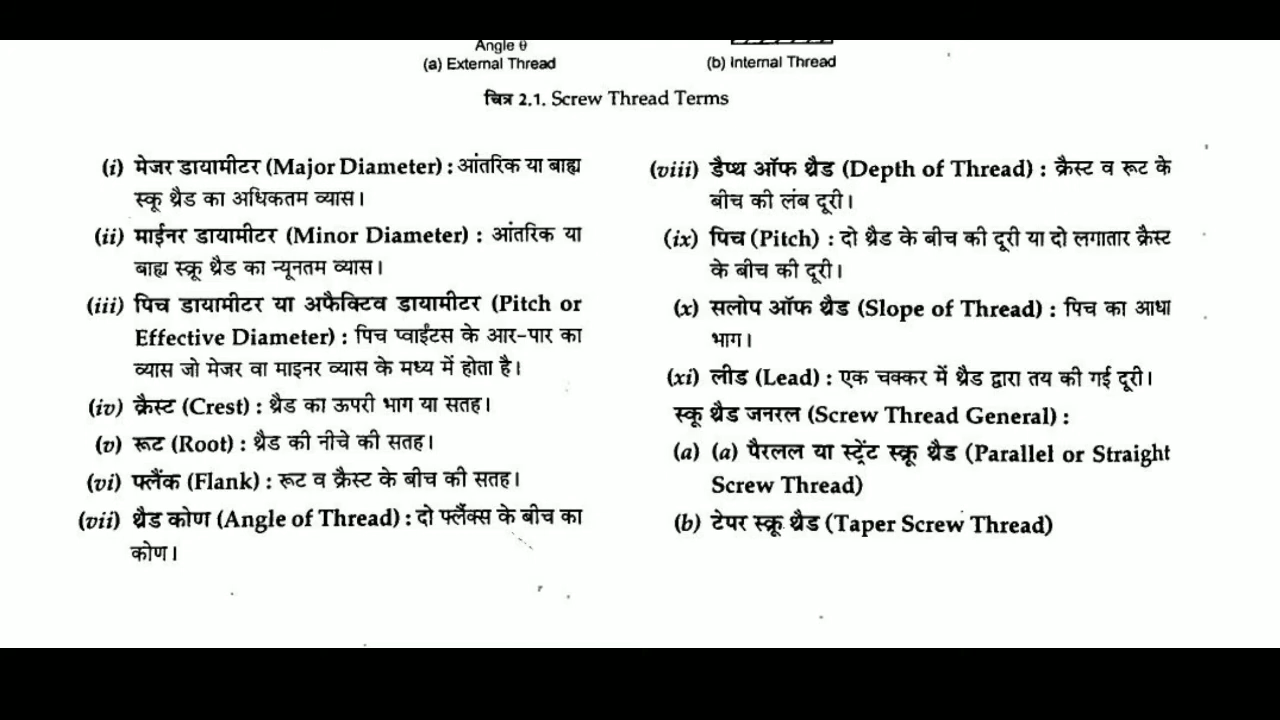 Angle θ
(a) External Thread
(b) Internal Thread
चित्र 2.1. Screw Thread Terms
(i) मेजर डायामीटर (Major Diameter) : आंतरिक या बाह्य
स्कू थ्रैड का अधिकतम व्यास।
(ii) माईनर डायामीटर (Minor Diameter) : आंतरिक या
बाह्य स्क्रू थ्रैड का न्यूनतम व्यास।
(iii) पिच डायामीटर या अफैक्टिव डायामीटर (Pitch or
Effective Diameter) : पिच प्वाईंटस के आर-पार का
व्यास जो मेजर वा माइनर व्यास के मध्य में होता है।
(iv) क्रैस्ट (Crest) : थ्रैड का ऊपरी भाग या सतह।
(v) रूट (Root) : थ्रैड की नीचे की सतह।
(vi) फ्लैंक (Flank) : रूट व क्रैस्ट के बीच की सतह।
(vii) थ्रैड कोण (Angle of Thread) : दो फ्लैंक्स के बीच का
कोण।
(viii) डैप्थ ऑफ थ्रैड (Depth of Thread) : क्रैस्ट व रूट के
बीच की लंब दूरी।
(ix) पिच (Pitch) : दो थ्रैड के बीच की दूरी या दो लगातार क्रैस्ट
के बीच की दूरी।
(x) सलोप ऑफ थ्रैड (Slope of Thread) : पिच का आधा
भाग।
(xi) लीड (Lead) : एक चक्कर में थ्रैड द्वारा तय की गई दूरी।
स्कू थ्रैड जनरल (Screw Thread General) :
(a) (a) पैरलल या स्ट्रेंट स्क्रू थ्रैड (Parallel or Straight
Screw Thread)
(b) टेपर स्क्रू थ्रैड (Taper Screw Thread)